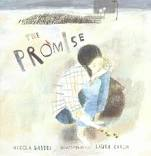 THE
PROMISE
NICOLA DAVIES
LAURA CARLIN